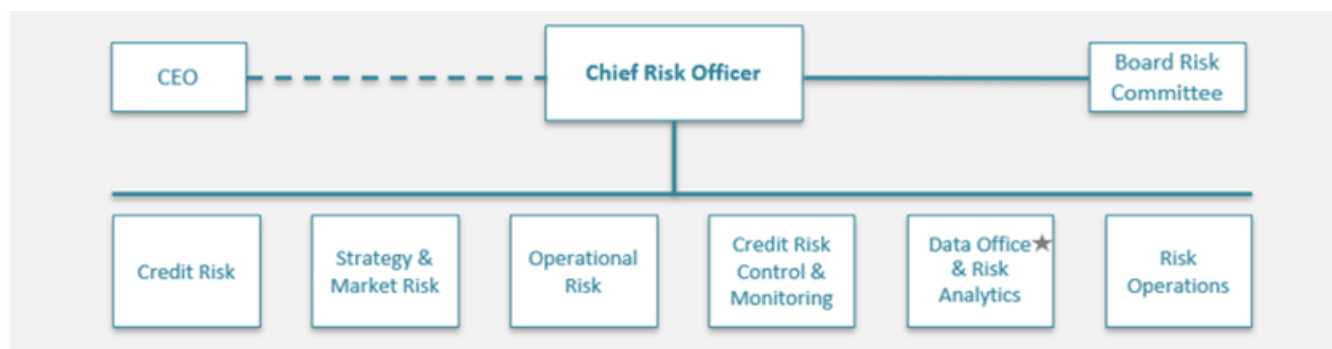 CEO
Chief Risk Officer
Board Risk
Committee
Credit Risk
Strategy &
Market Risk
Operational
Risk
Credit Risk
Control &
Monitoring
Data Office
& Risk
Analytics
Risk
Operations